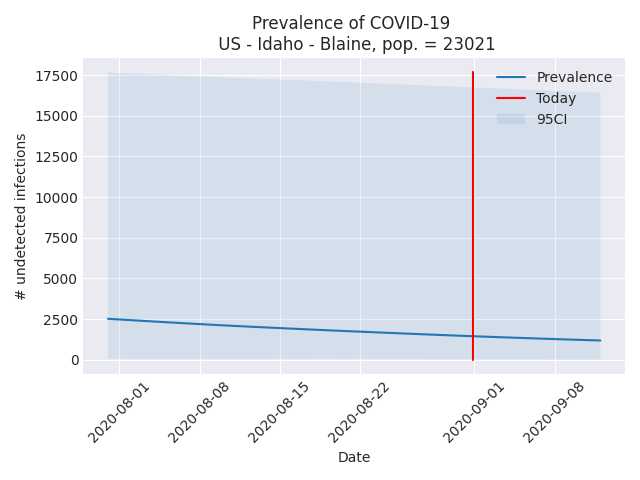 Prevalence of COVID-19
US - Idaho - Blaine, pop. = 23021
Prevalence
Today
95CI
# undetected infections
17500
15000
12500
10000
7500
5000
2500
0
2020-08-01
2020-08-08
2020-08-15
2020-08-22
2020-09-01
2020-09-08
Date